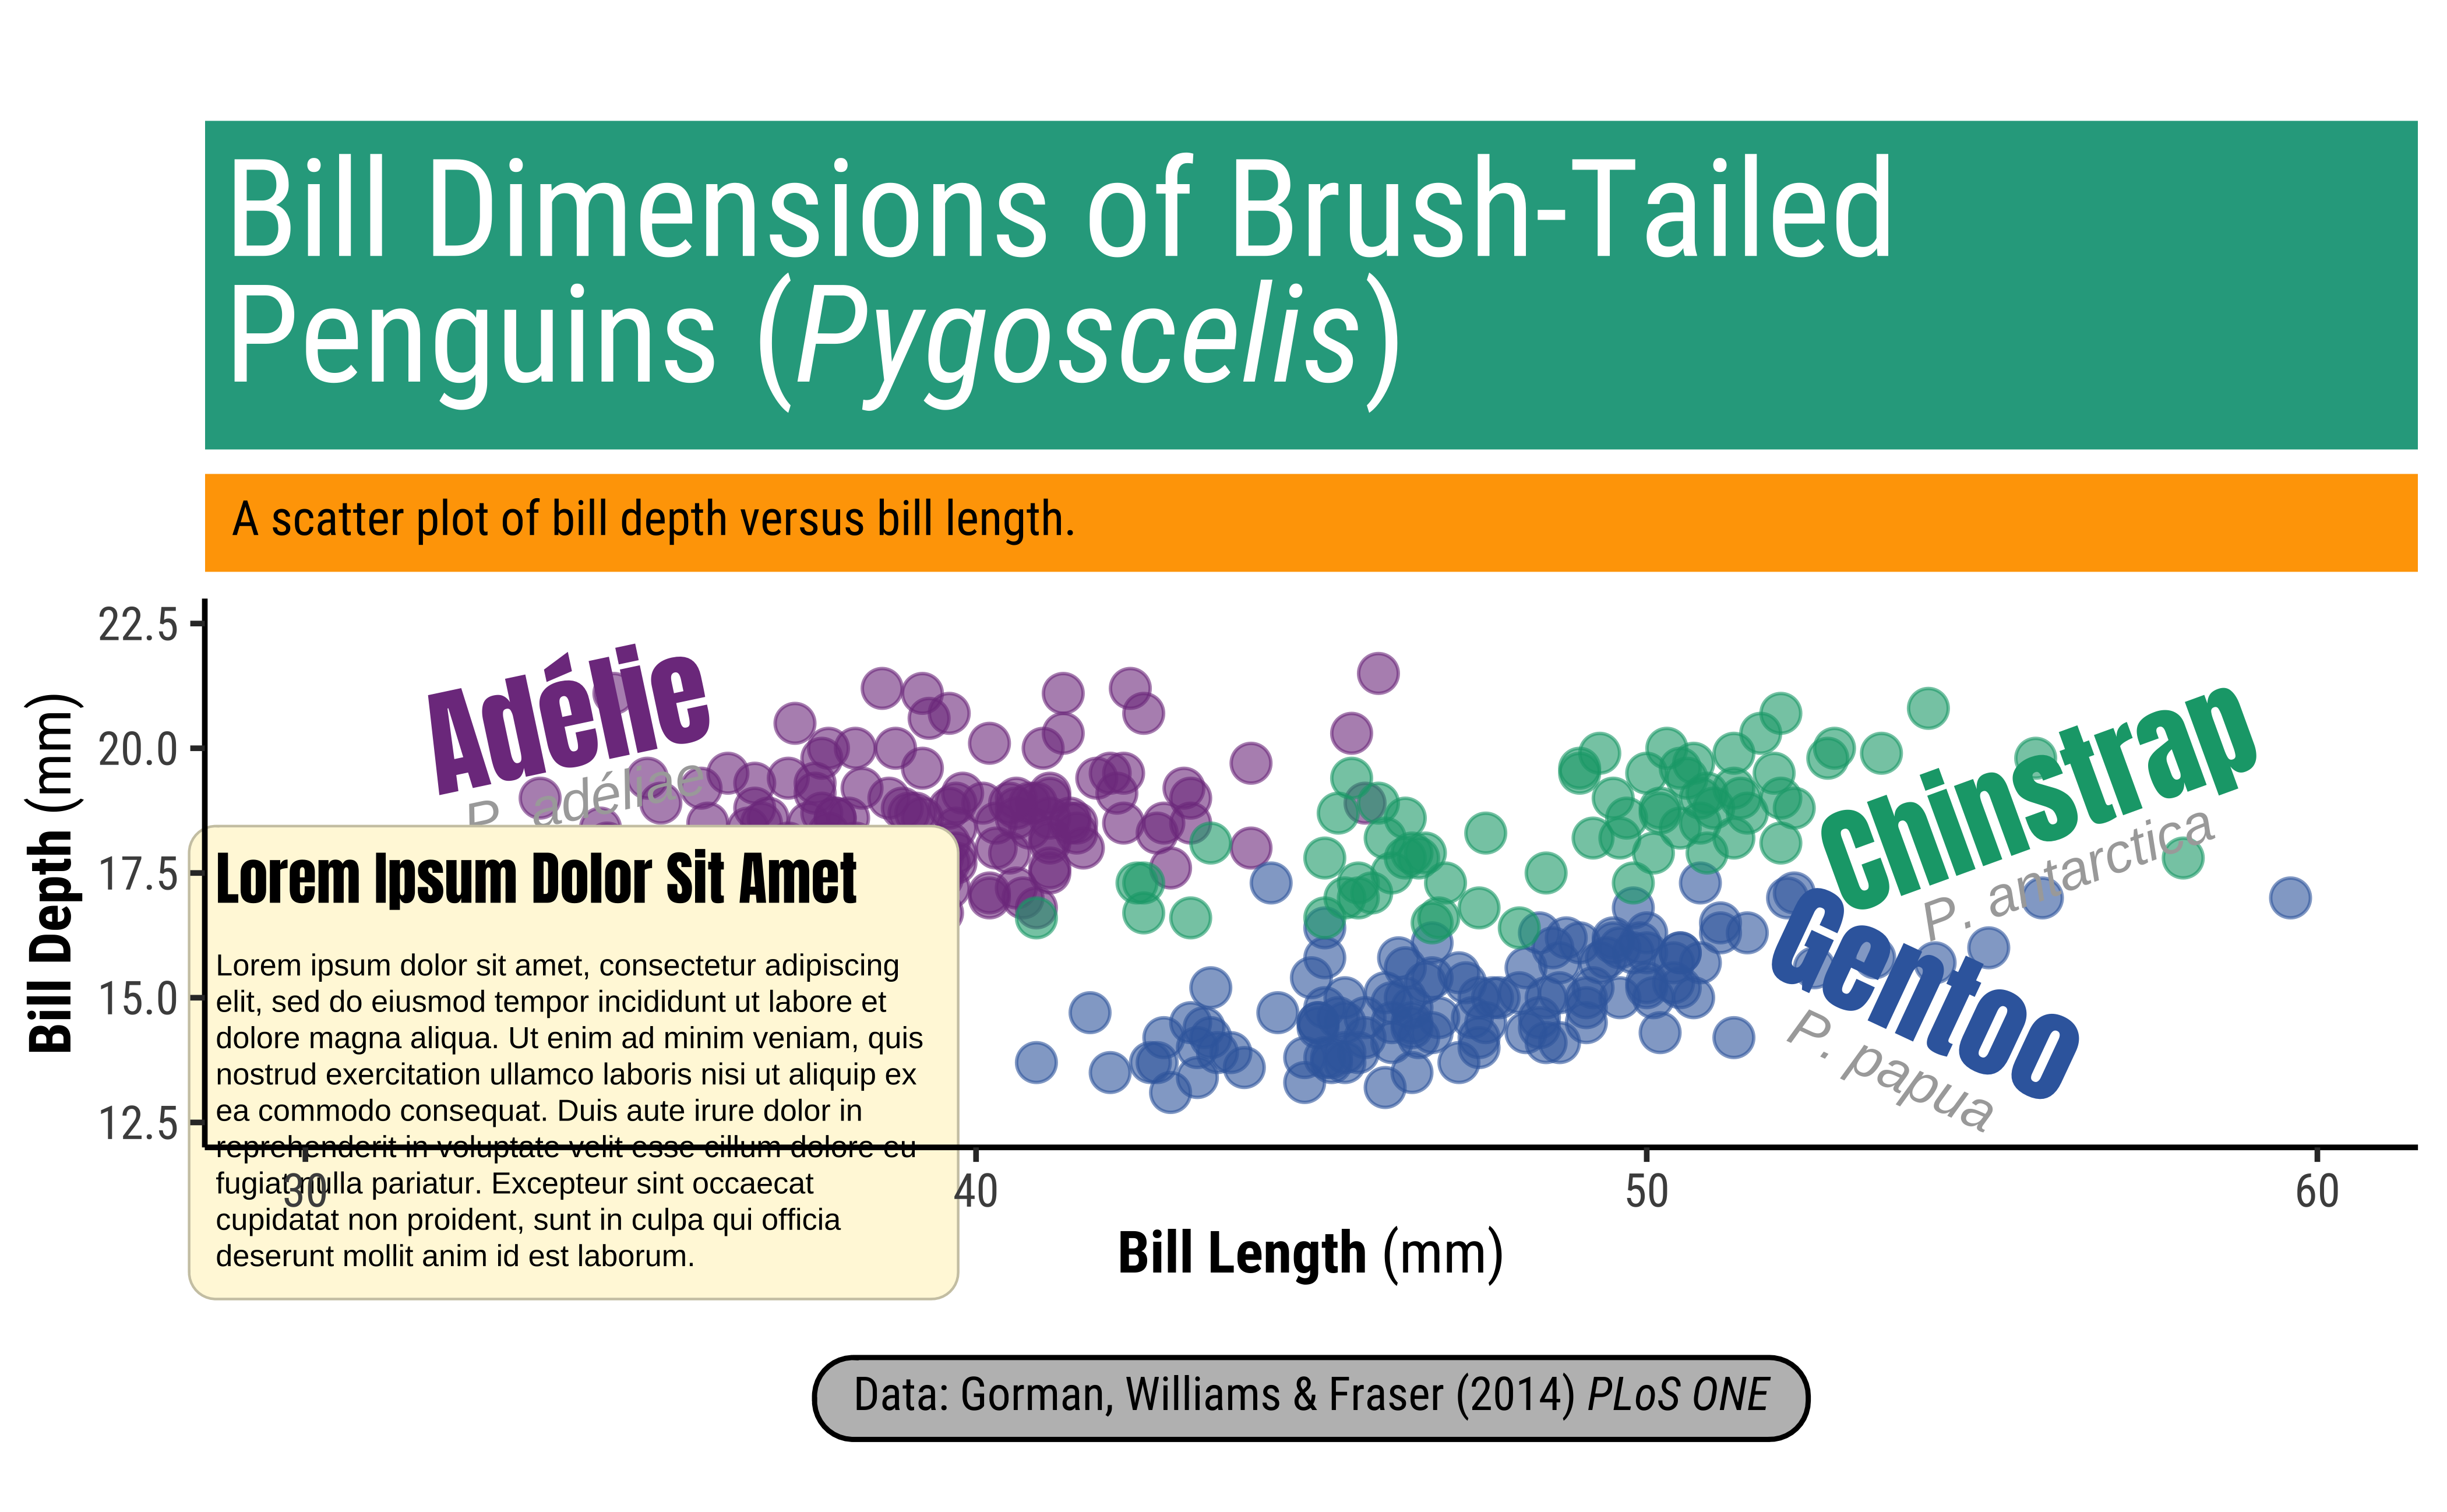 Bill Dimensions of Brush-Tailed
Penguins (Pygoscelis)
A scatter plot of bill depth versus bill length.
22.5
20.0
17.5
15.0
12.5
Bill Depth (mm)
Adélie
P. adéliae
Chinstrap
P. antarctica
Gentoo
P. papua
Lorem Ipsum Dolor Sit Amet
Lorem ipsum dolor sit amet, consectetur adipiscing
elit, sed do eiusmod tempor incididunt ut labore et
dolore magna aliqua. Ut enim ad minim veniam, quis
nostrud exercitation ullamco laboris nisi ut aliquip ex
ea commodo consequat. Duis aute irure dolor in
reprehenderit in voluptate velit esse cillum dolore eu
fugiat nulla pariatur. Excepteur sint occaecat
cupidatat non proident, sunt in culpa qui officia
deserunt mollit anim id est laborum.
30
40
50
60
Bill Length (mm)
Data: Gorman, Williams & Fraser (2014) PLoS ONE